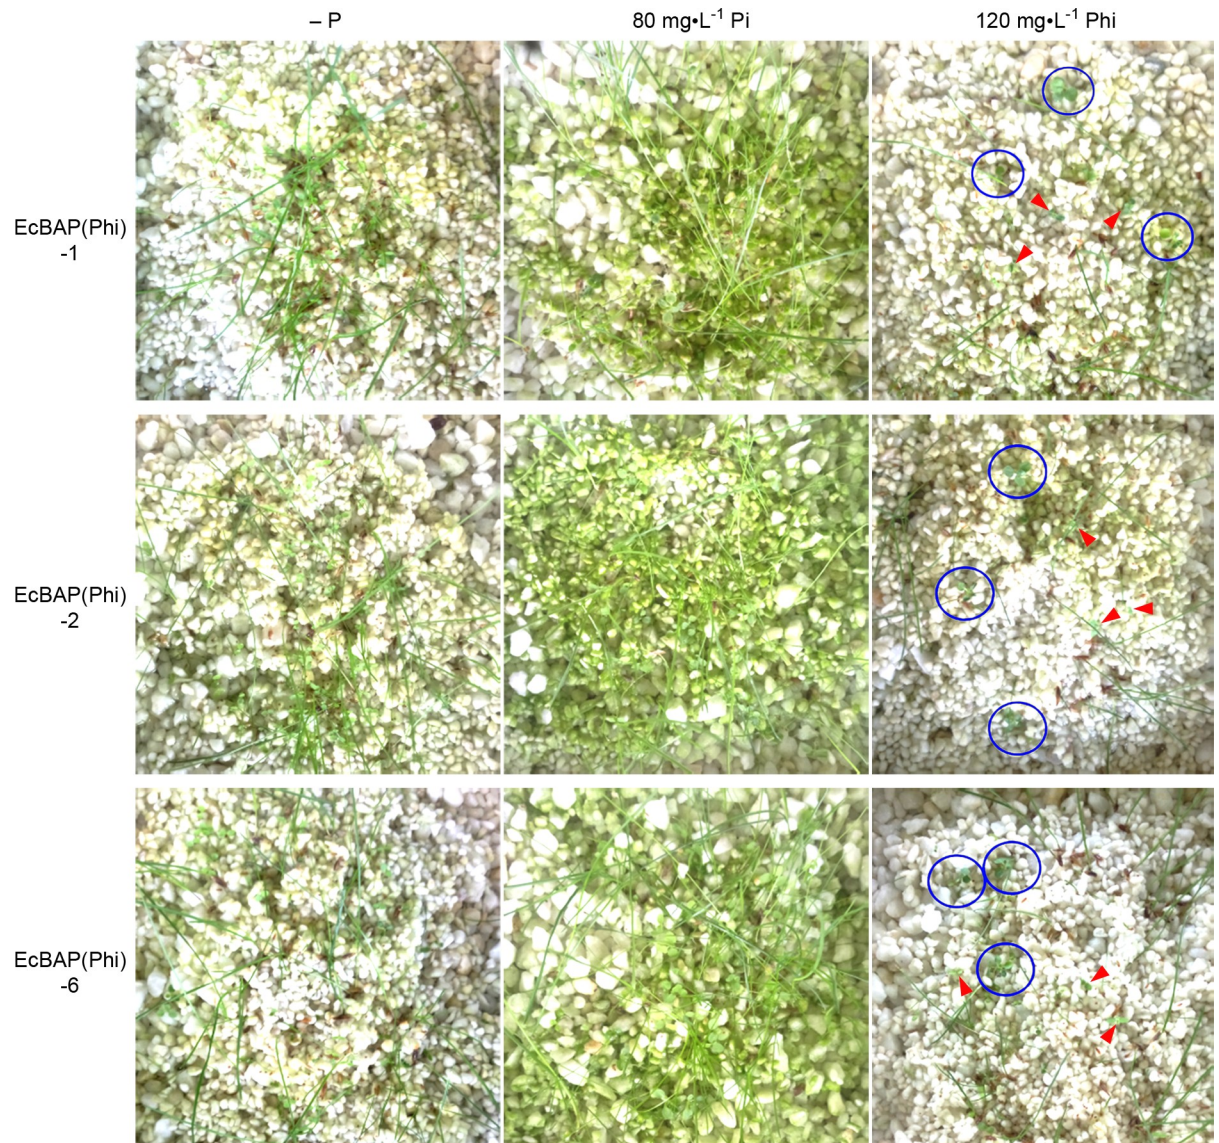 – P
80 mg•L-1 Pi
120 mg•L-1 Phi
EcBAP(Phi)
-1
EcBAP(Phi)
-2
EcBAP(Phi)
-6